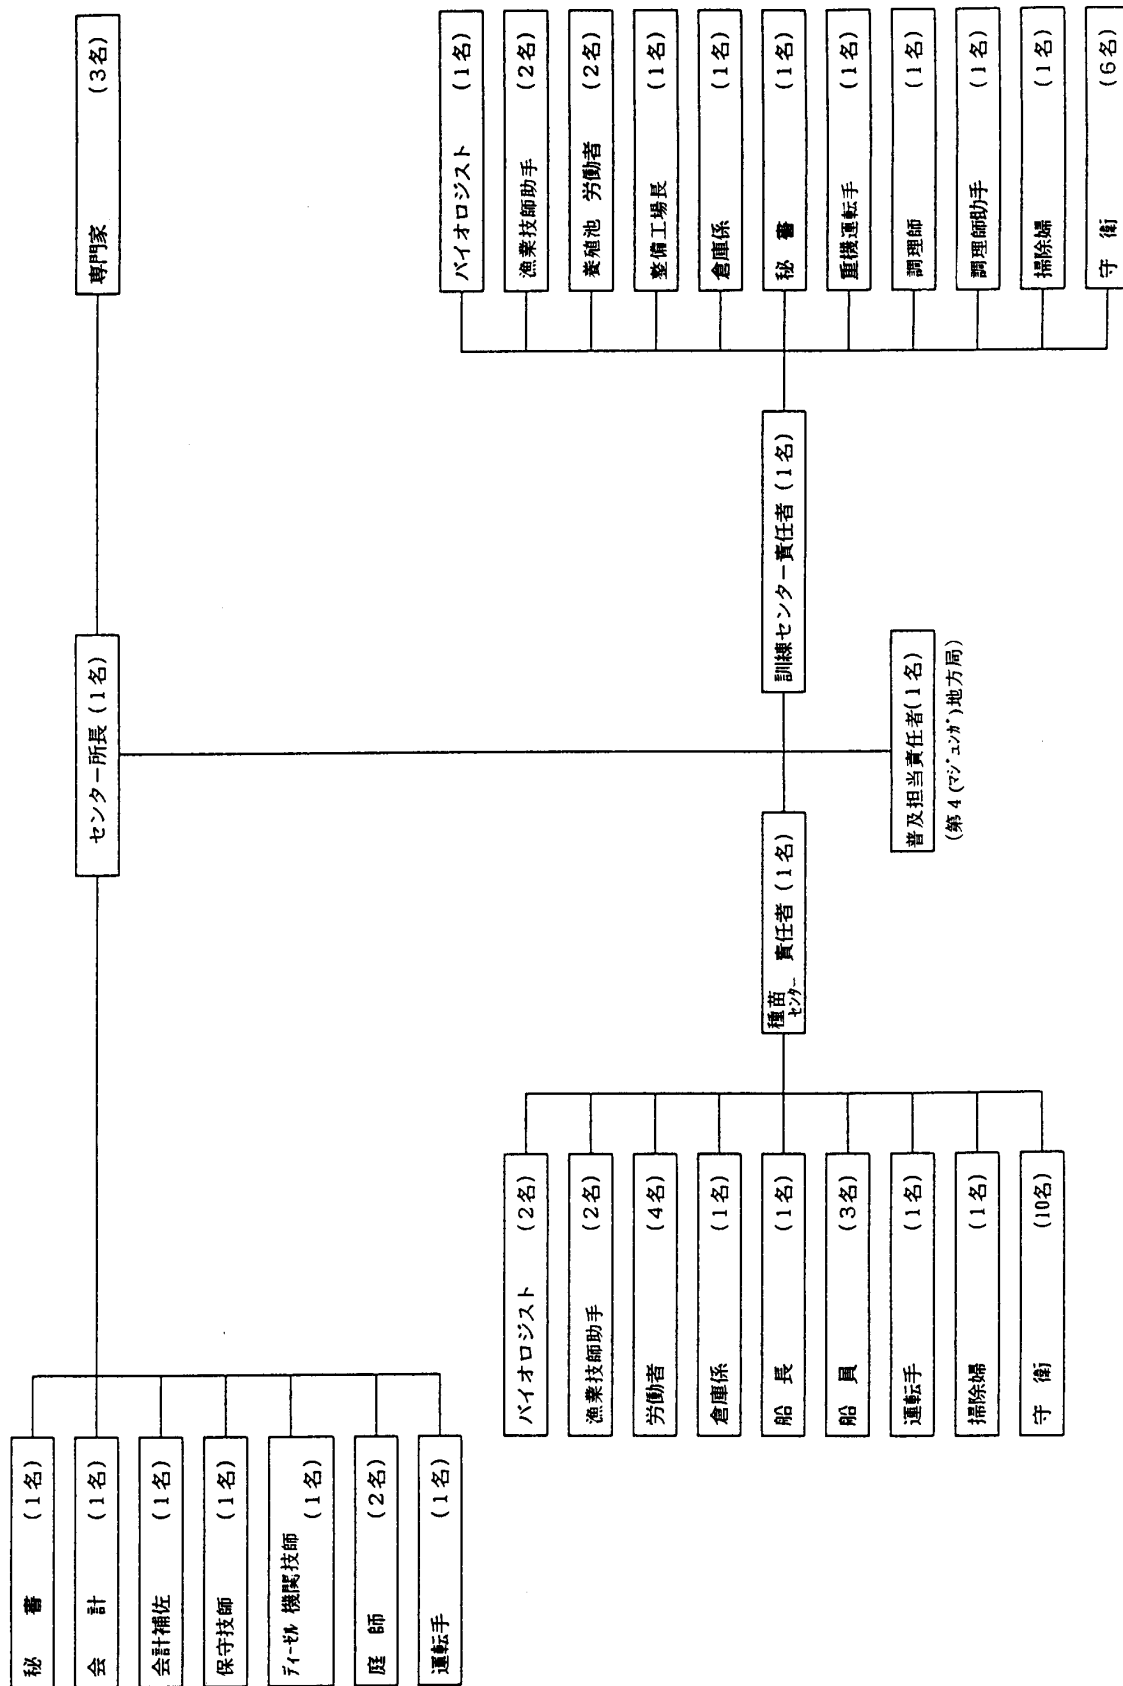 センター所長 (1名)
専門家 (3名)
秘 書 (1名)
会 計 (1名)
会計補佐 (1名)
保守技師 (1名)
ディーゼル 機関技師
(1名)
庭 師 (2名)
運転手 (1名)
種苗
センター
責任者 (1名)
訓練センター責任者 (1名)
普及担当責任者(1名)
(第4(マジュンガ)地方局)
バイオロジスト (2名)
漁業技師助手 (2名)
労働者 (4名)
倉庫係 (1名)
船 長 (1名)
船 員 (3名)
運転手 (1名)
掃除婦 (1名)
守 衛 (10名)
バイオロジスト (1名)
漁業技師助手 (2名)
養殖池 労働者 (2名)
整備工場長 (1名)
倉庫係 (1名)
秘 書 (1名)
重機運転手 (1名)
調理師 (1名)
調理師助手 (1名)
掃除婦 (1名)
守 衛 (6名)